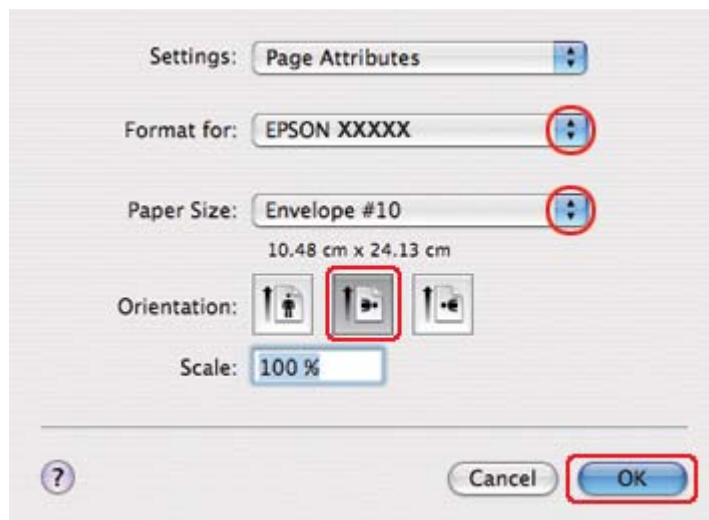 Settings: Page Attributes
Format for: EPSON XXXXX
Paper Size: Envelope #10
10.48 cm x 24.13 cm
Orientation:
Scale: 100 %
? Cancel OK